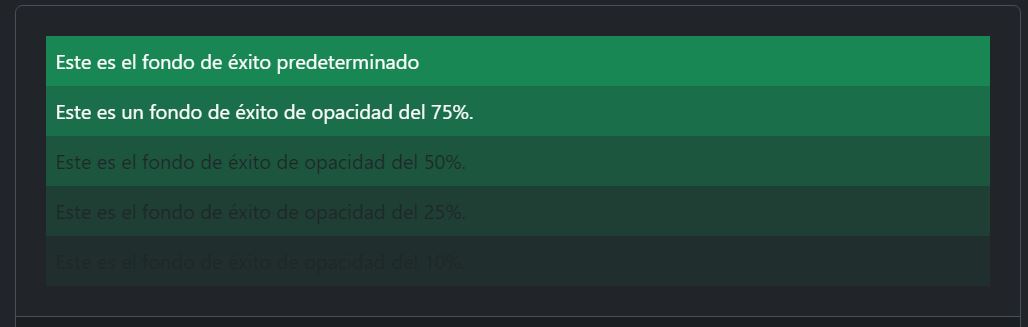 Este es el fondo de éxito predeterminado
Este es un fondo de éxito de opacidad del 75%.
Este es el fondo de éxito de opacidad del 50%.
Este es el fondo de éxito de opacidad del 25%.
Este es el fondo de éxito de opacidad del 10%.